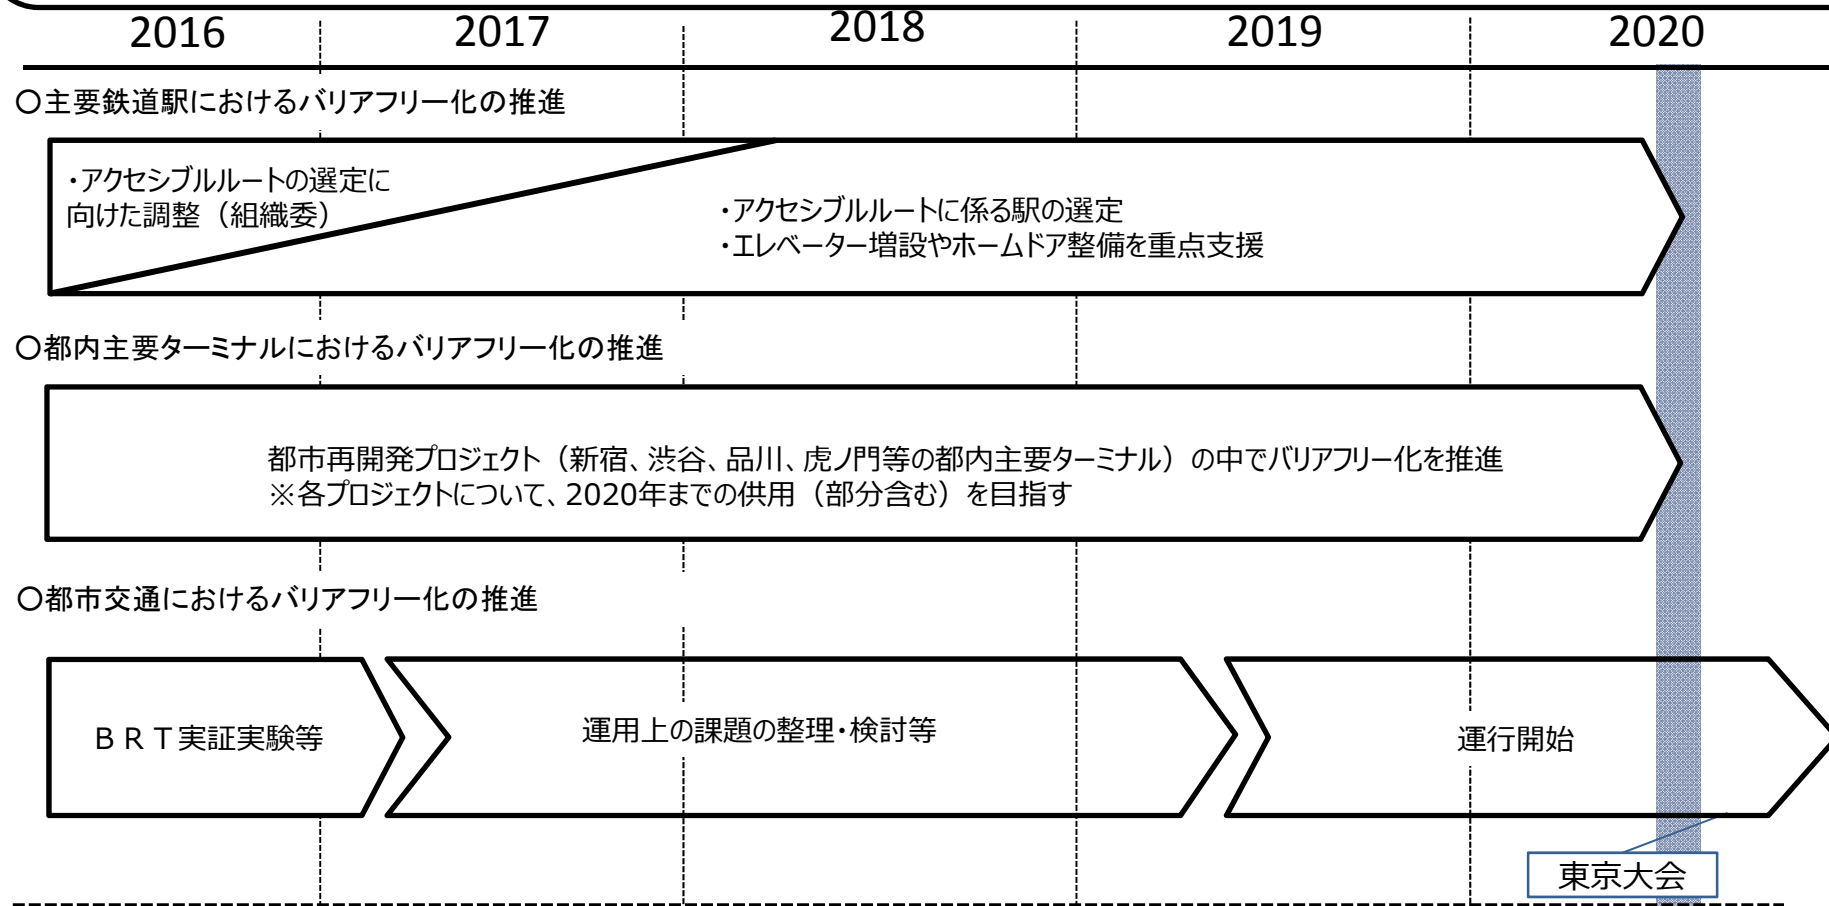 2016 2017 2018 2019 2020
〇主要鉄道駅におけるバリアフリー化の推進
・アクセシブルルートの選定に
向けた調整（組織委）
・アクセシブルルートに係る駅の選定
・エレベーター増設やホームドア整備を重点支援
〇都内主要ターミナルにおけるバリアフリー化の推進
都市再開発プロジェクト（新宿、渋谷、品川、虎ノ門等の都内主要ターミナル）の中でバリアフリー化を推進
※各プロジェクトについて、2020年までの供用（部分含む）を目指す
〇都市交通におけるバリアフリー化の推進
ＢＲＴ実証実験等
運用上の課題の整理・検討等
運行開始
東京大会